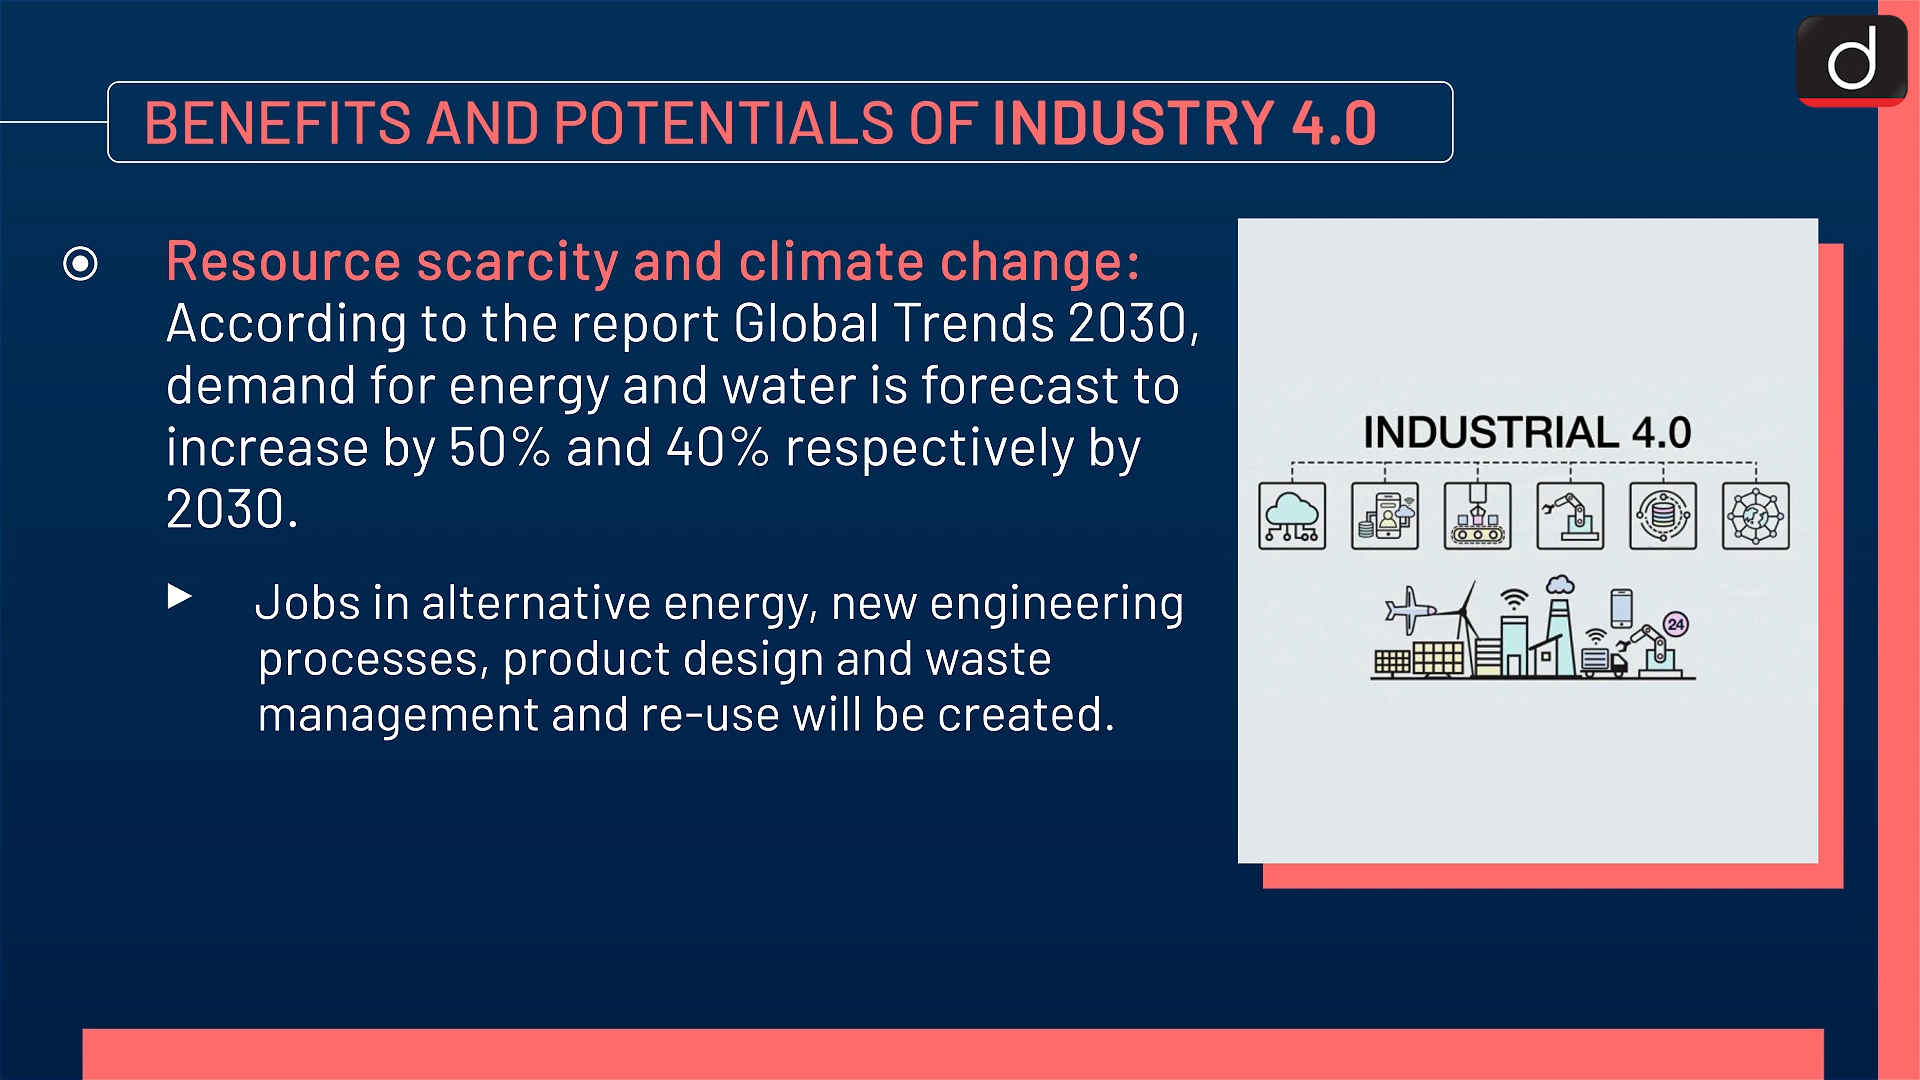 d
BENEFITS AND POTENTIALS OF INDUSTRY 4.0
Resource scarcity and climate change:
According to the report Global Trends 2030,
demand for energy and water is forecast to
increase by 50% and 40% respectively by
2030.
Jobs in alternative energy, new engineering
processes, product design and waste
management and re-use will be created.
INDUSTRIAL 4.0
24